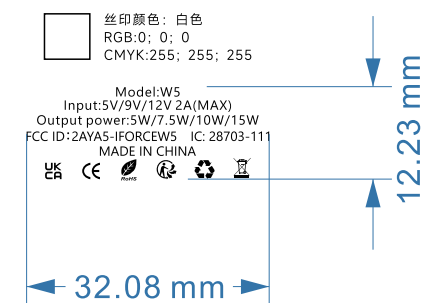 丝印颜色：白色
RGB:0；0；0
CMYK:255；255；255
Model:W5
Input:5V/9V/12V 2A(MAX)
Output power:5W/7.5W/10W/15W
FCC ID:2AYA5-IFORCEW5 IC: 28703-111
MADE IN CHINA
UK
CA
CE
RoHS
12.23 mm
32.08 mm